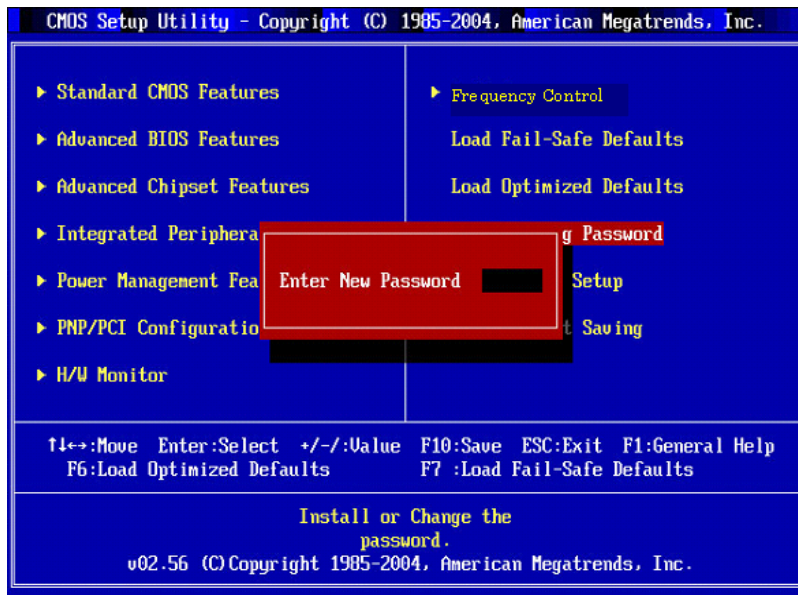 CMOS Setup Utility - Copyright (C) 1985-2004, American Megatrends, Inc.
Standard CMOS Features
Advanced BIOS Features
Advanced Chipset Features
Integrated Periphera
Power Management Fea
PNP/PCI Configuratio
H/W Monitor
Frequency Control
Load Fail-Safe Defaults
Load Optimized Defaults
g Password
Setup
t Saving
Enter New Password
↑↓←→:Move Enter:Select +/-/:Value F10:Save ESC:Exit F1:General Help
F6:Load Optimized Defaults F7 :Load Fail-Safe Defaults
Install or Change the
password.
v02.56 (C)Copyright 1985-2004, American Megatrends, Inc.